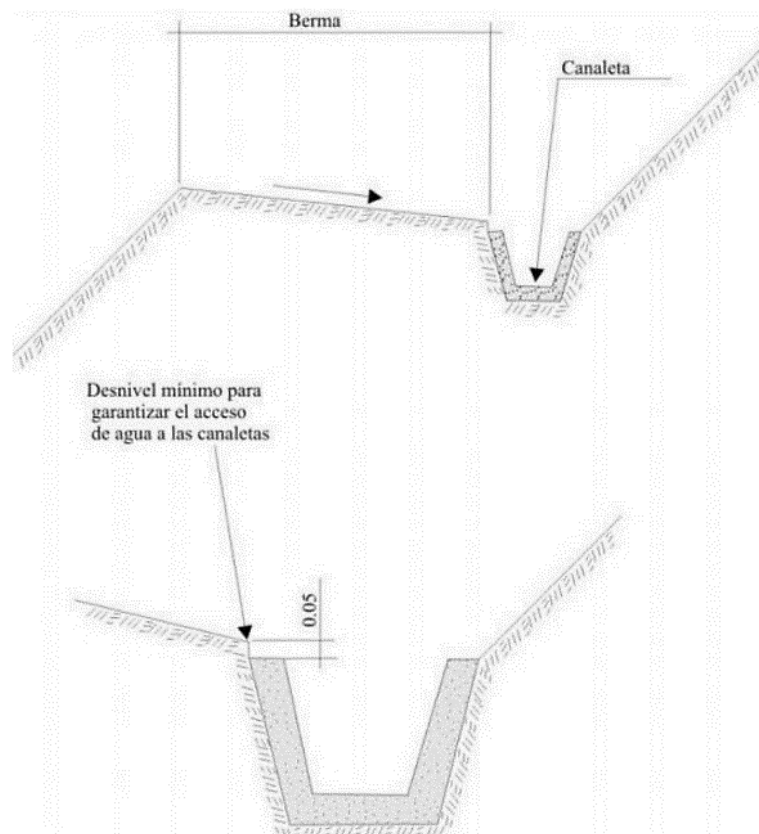 Berma
Canaleta
Desnivel mínimo para
garantizar el acceso
de agua a las canaletas
0.05